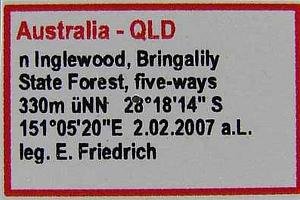 Australia - QLD
n Inglewood, Bringalily
State Forest, five-ways
330m üNN 28°18'14" S
151°05'20"E 2.02.2007 a.L.
leg. E. Friedrich